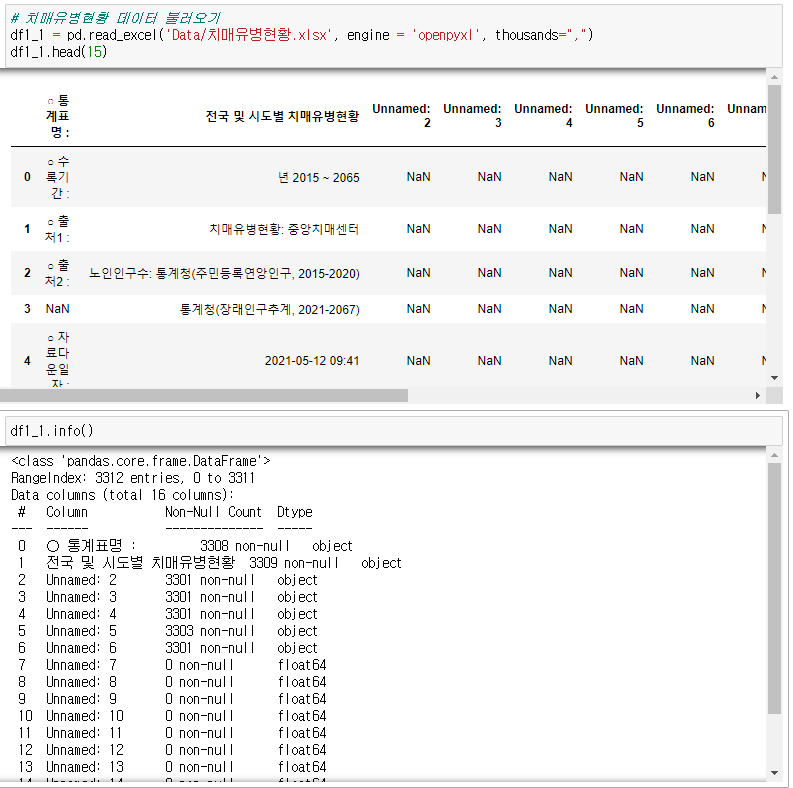 # 치매유병현황 데이터 불러오기
df1_1 = pd.read_excel('Data/치매유병현황.xlsx', engine = 'openpyxl', thousands=",")
df1_1.head(15)
○ 통계표명 : 전국 및 시도별 치매유병현황 Unnamed: 2 Unnamed: 3 Unnamed: 4 Unnamed: 5 Unnamed: 6
0 ○ 수록기간 : 년 2015 ~ 2065 NaN NaN NaN NaN NaN
1 ○ 출처1 : 치매유병현황: 중앙치매센터 NaN NaN NaN NaN NaN
2 ○ 출처2 : 노인인구수: 통계청(주민등록연앙인구, 2015-2020) NaN NaN NaN NaN NaN
3 NaN 통계청(장래인구추계, 2021-2067) NaN NaN NaN NaN NaN
4 ○ 자료다운일자 : 2021-05-12 09:41 NaN NaN NaN NaN NaN
df1_1.info()
<class 'pandas.core.frame.DataFrame'>
RangeIndex: 3312 entries, 0 to 3311
Data columns (total 16 columns):
# Column Non-Null Count Dtype
--- ------ -------------- -----
0 ○ 통계표명 : 3308 non-null object
1 전국 및 시도별 치매유병현황 3309 non-null object
2 Unnamed: 2 3301 non-null object
3 Unnamed: 3 3301 non-null object
4 Unnamed: 4 3301 non-null object
5 Unnamed: 5 3303 non-null object
6 Unnamed: 6 3301 non-null object
7 Unnamed: 7 0 non-null float64
8 Unnamed: 8 0 non-null float64
9 Unnamed: 9 0 non-null float64
10 Unnamed: 10 0 non-null float64
11 Unnamed: 11 0 non-null float64
12 Unnamed: 12 0 non-null float64
13 Unnamed: 13 0 non-null float64